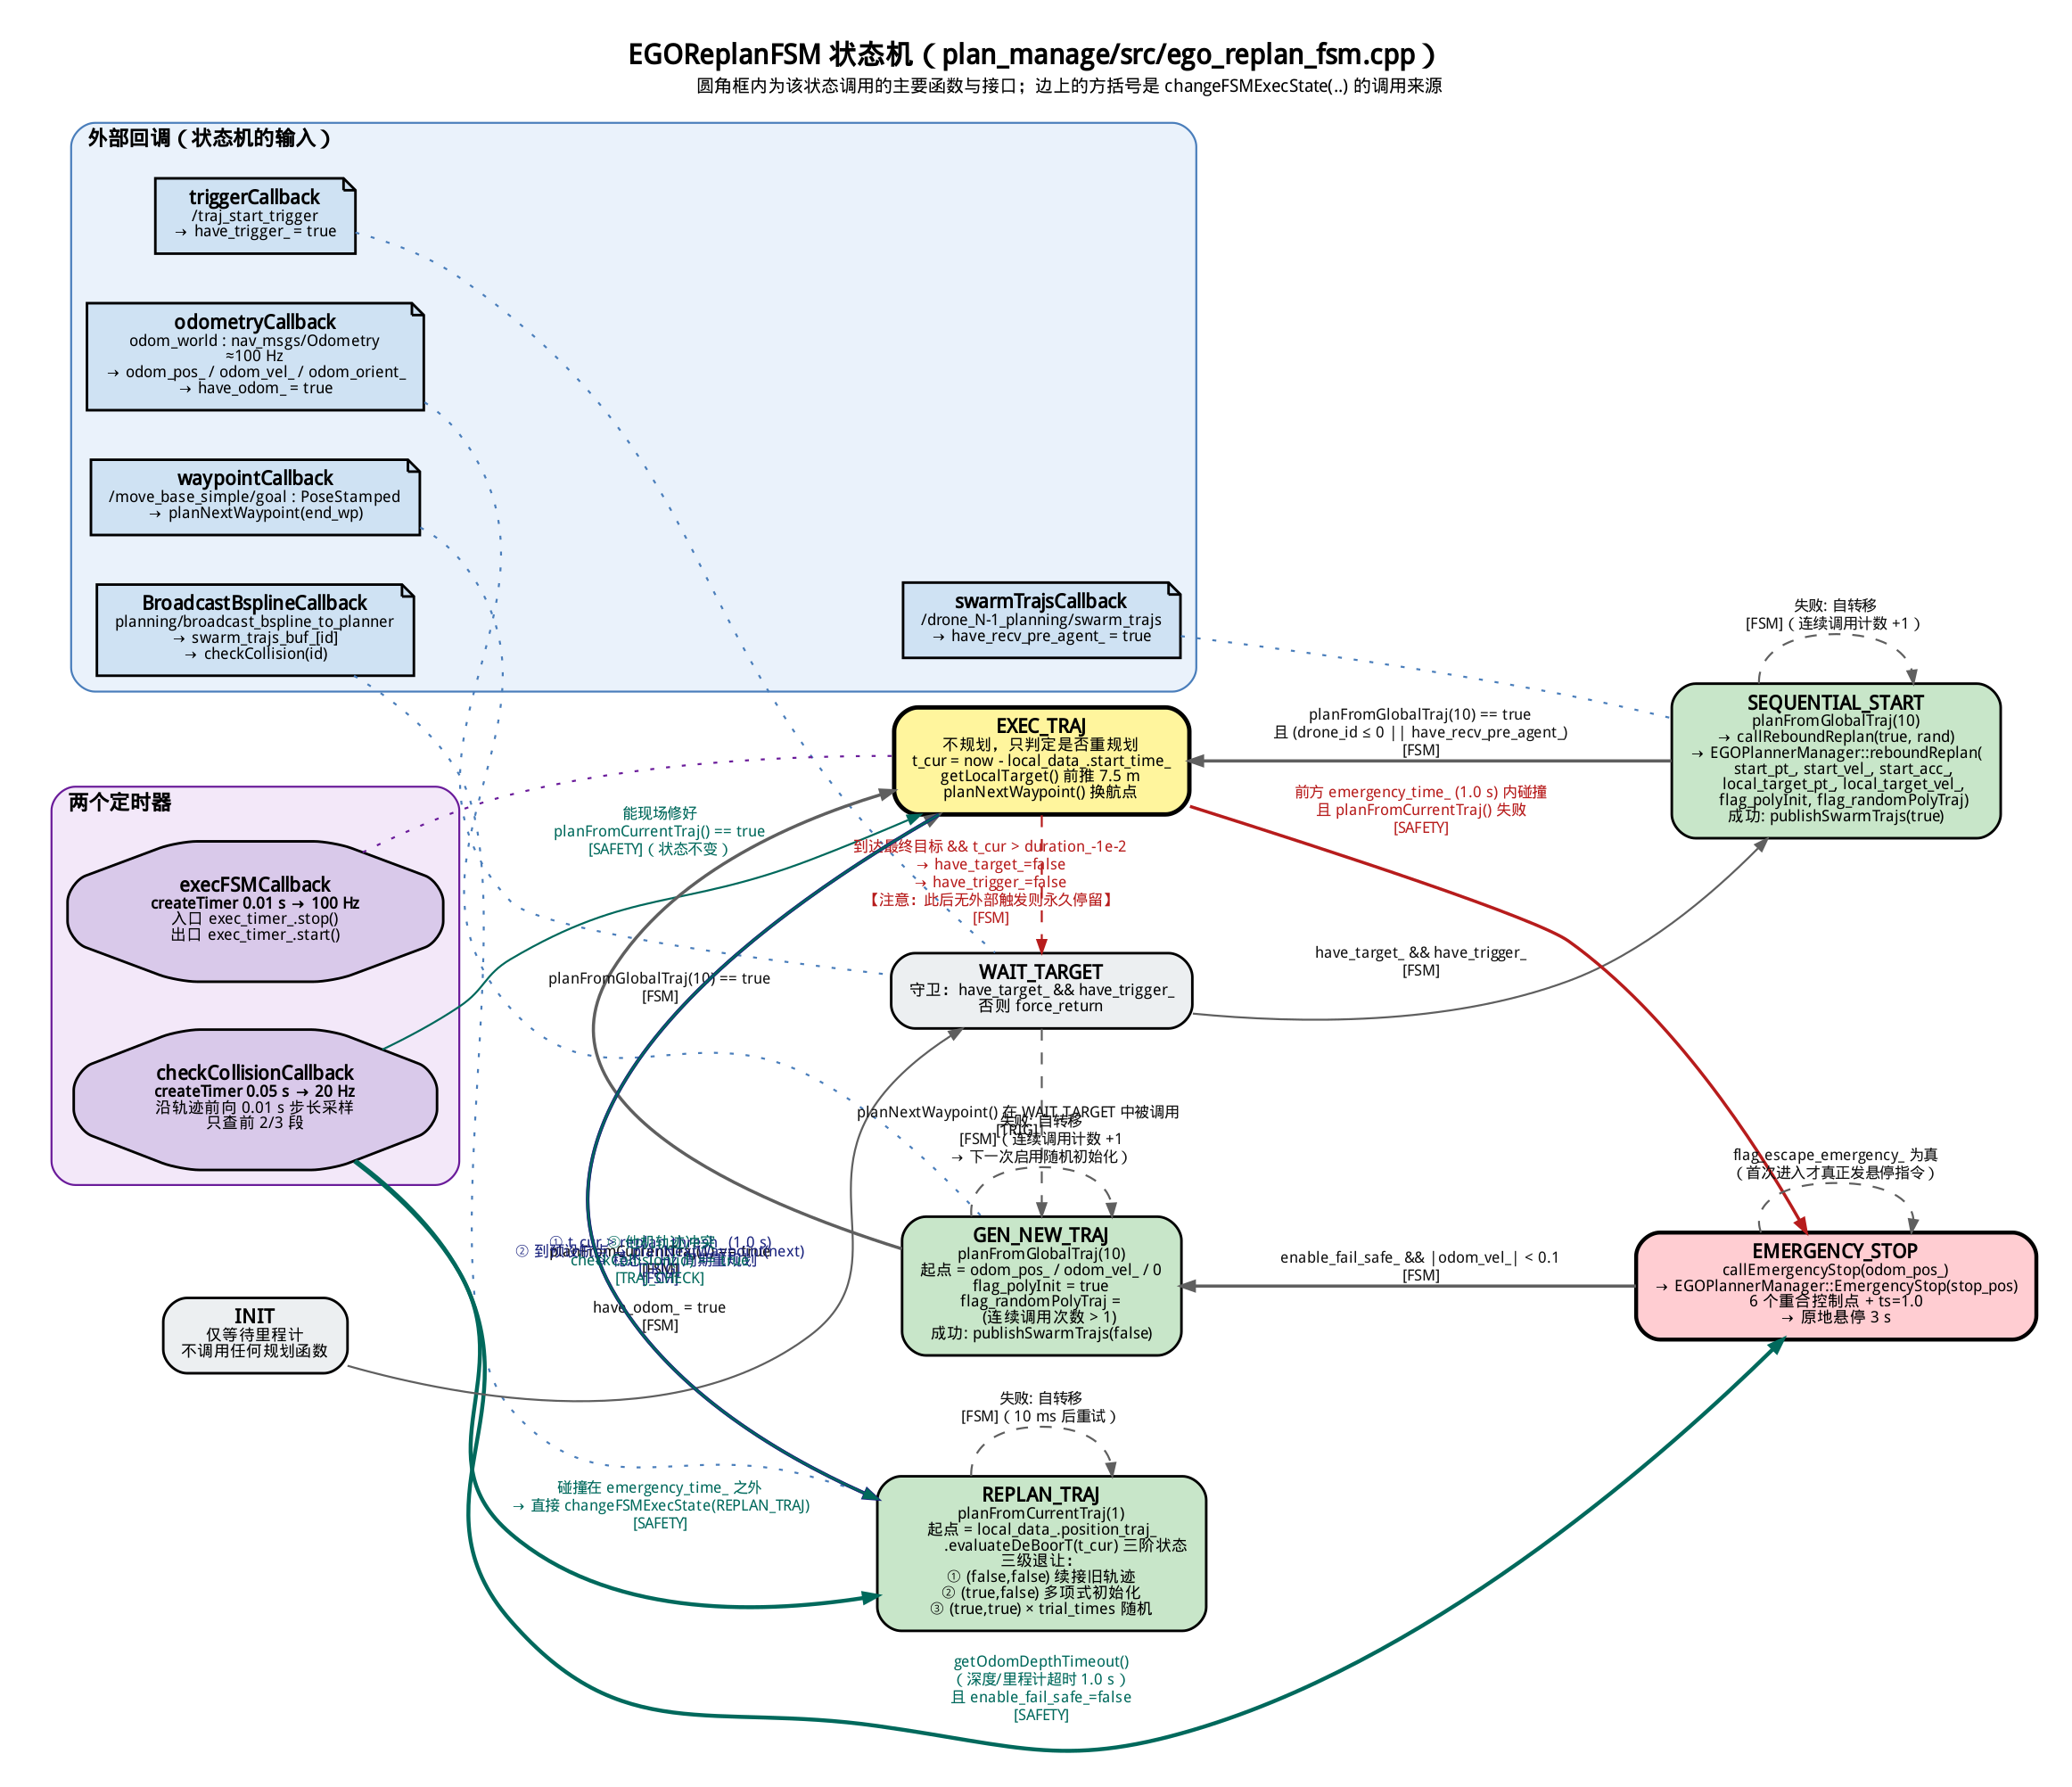 EGOReplanFSM 状态机（plan_manage/src/ego_replan_fsm.cpp）
圆角框内为该状态调用的主要函数与接口；边上的方括号是 changeFSMExecState(..) 的调用来源
外部回调（状态机的输入）
triggerCallback
/traj_start_trigger
→ have_trigger_ = true
odometryCallback
odom_world : nav_msgs/Odometry
≈100 Hz
→ odom_pos_ / odom_vel_ / odom_orient_
→ have_odom_ = true
waypointCallback
/move_base_simple/goal : PoseStamped
→ planNextWaypoint(end_wp)
BroadcastBsplineCallback
planning/broadcast_bspline_to_planner
→ swarm_trajs_buf_[id]
→ checkCollision(id)
swarmTrajsCallback
/drone_N-1_planning/swarm_trajs
→ have_recv_pre_agent_ = true
失败: 自转移
[FSM]（连续调用计数 +1）
SEQUENTIAL_START
planFromGlobalTraj(10)
→ callReboundReplan(true, rand)
→ EGOPlannerManager::reboundReplan(
start_pt_, start_vel_, start_acc_,
local_target_pt_, local_target_vel_,
flag_polyInit, flag_randomPolyTraj)
成功: publishSwarmTrajs(true)
planFromGlobalTraj(10) == true
且 (drone_id ≤ 0 || have_recv_pre_agent_)
[FSM]
EXEC_TRAJ
不规划，只判定是否重规划
t_cur = now - local_data_.start_time_
getLocalTarget() 前推 7.5 m
planNextWaypoint() 换航点
前方 emergency_time_ (1.0 s) 内碰撞
且 planFromCurrentTraj() 失败
[SAFETY]
两个定时器
execFSMCallback
createTimer 0.01 s → 100 Hz
入口 exec_timer_.stop()
出口 exec_timer_.start()
checkCollisionCallback
createTimer 0.05 s → 20 Hz
沿轨迹前向 0.01 s 步长采样
只查前 2/3 段
能现场修好
planFromCurrentTraj() == true
[SAFETY]（状态不变）
到达最终目标 && t_cur > duration_-1e-2
→ have_target_=false
→ have_trigger_=false
【注意：此后无外部触发则永久停留】
[FSM]
planFromGlobalTraj(10) == true
[FSM]
WAIT_TARGET
守卫：have_target_ && have_trigger_
否则 force_return
have_target_ && have_trigger_
[FSM]
planNextWaypoint() 在 WAIT_TARGET 中被调用
[TRIG]
失败: 自转移
[FSM]（连续调用计数 +1
→ 下一次启用随机初始化）
GEN_NEW_TRAJ
planFromGlobalTraj(10)
起点 = odom_pos_ / odom_vel_ / 0
flag_polyInit = true
flag_randomPolyTraj =
(连续调用次数 > 1)
成功: publishSwarmTrajs(false)
enable_fail_safe_ && |odom_vel_| < 0.1
[FSM]
flag_escape_emergency_ 为真
（首次进入才真正发悬停指令）
EMERGENCY_STOP
callEmergencyStop(odom_pos_)
→ EGOPlannerManager::EmergencyStop(stop_pos)
6 个重合控制点 + ts=1.0
→ 原地悬停 3 s
[TRAJ_CHECK]
have_odom_ = true
[FSM]
INIT
仅等待里程计
不调用任何规划函数
失败: 自转移
[FSM]（10 ms 后重试）
REPLAN_TRAJ
planFromCurrentTraj(1)
起点 = local_data_.position_traj_
.evaluateDeBoorT(t_cur) 三阶状态
三级退让：
① (false,false) 续接旧轨迹
② (true,false) 多项式初始化
③ (true,true) × trial_times 随机
碰撞在 emergency_time_ 之外
→ 直接 changeFSMExecState(REPLAN_TRAJ)
[SAFETY]
getOdomDepthTimeout()
（深度/里程计超时 1.0 s）
且 enable_fail_safe_=false
[SAFETY]